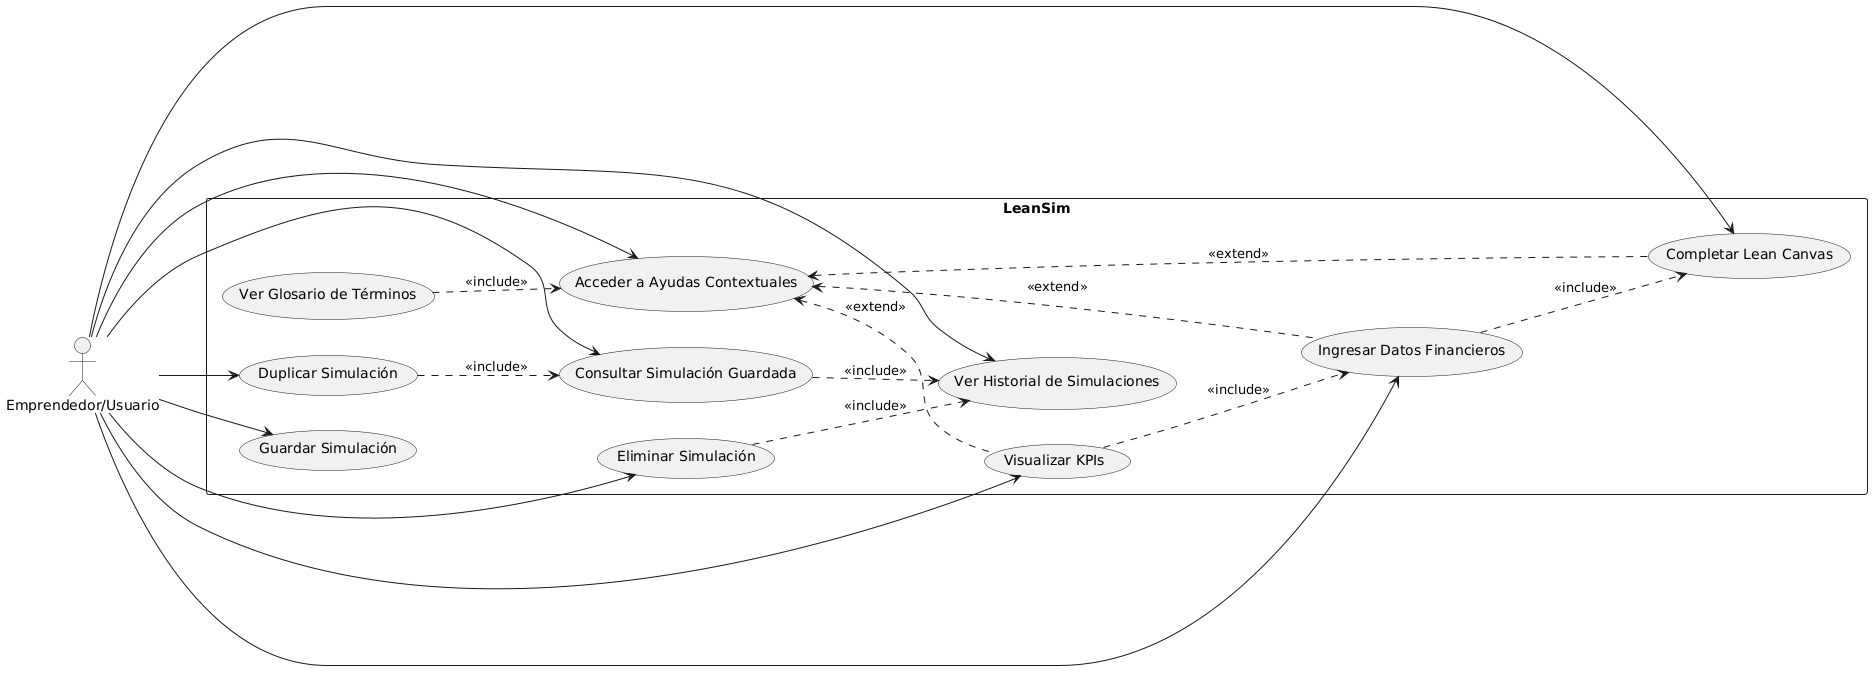 LeanSim
Completar Lean Canvas
«extend»
Acceder a Ayudas Contextuales
«include»
Ver Glosario de Términos
«extend»
«include»
«extend»
Ingresar Datos Financieros
«include»
Duplicar Simulación
«include»
Consultar Simulación Guardada
«include»
Ver Historial de Simulaciones
«include»
Emprendedor/Usuario
Guardar Simulación
Eliminar Simulación
Visualizar KPIs